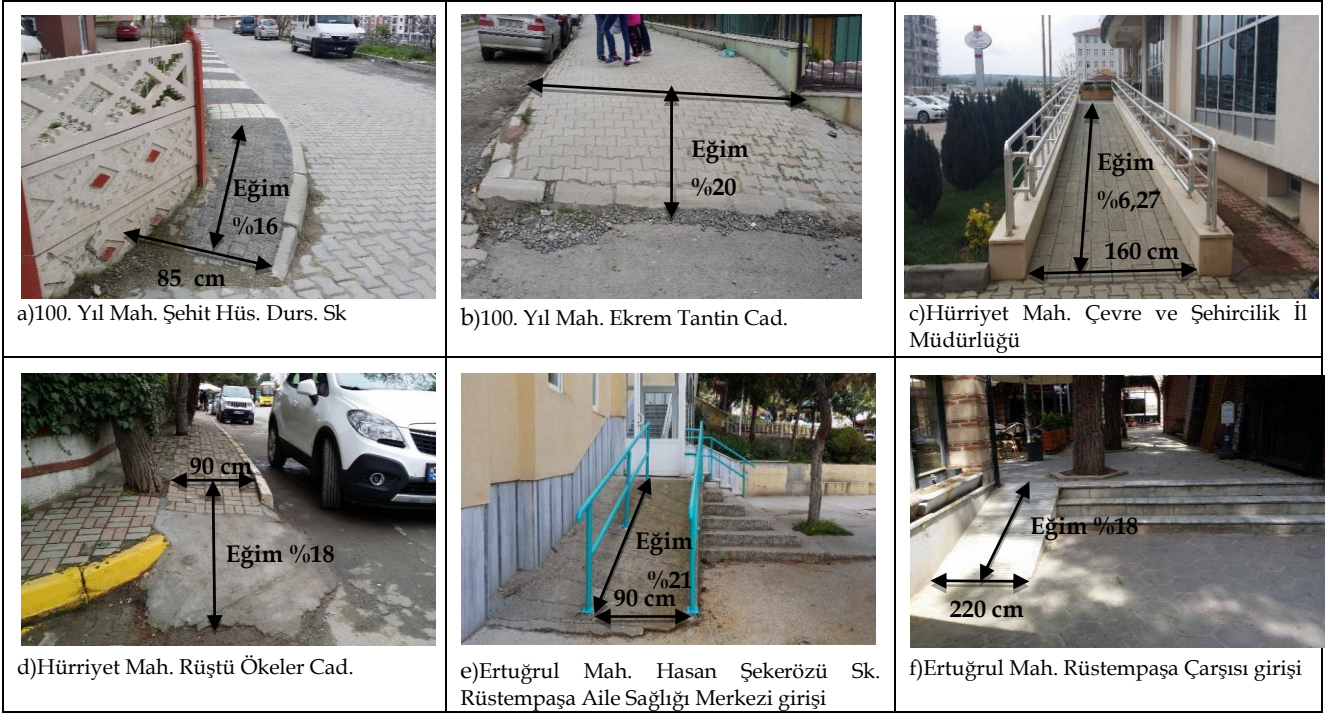 Eğim
%16
85 cm
a)100. Yıl Mah. Şehit Hüs. Durs. Sk
Eğim
%20
b)100. Yıl Mah. Ekrem Tantin Cad.
Eğim
%6,27
160 cm
c)Hürriyet Mah. Çevre ve Şehircilik İl
Müdürlüğü
90 cm
Eğim %18
d)Hürriyet Mah. Rüştü Ökeler Cad.
Eğim
%21
90 cm
e)Ertuğrul Mah. Hasan Şekerözü Sk.
Rüstempaşa Aile Sağlığı Merkezi girişi
Eğim %18
220 cm
f)Ertuğrul Mah. Rüstempaşa Çarşısı girişi